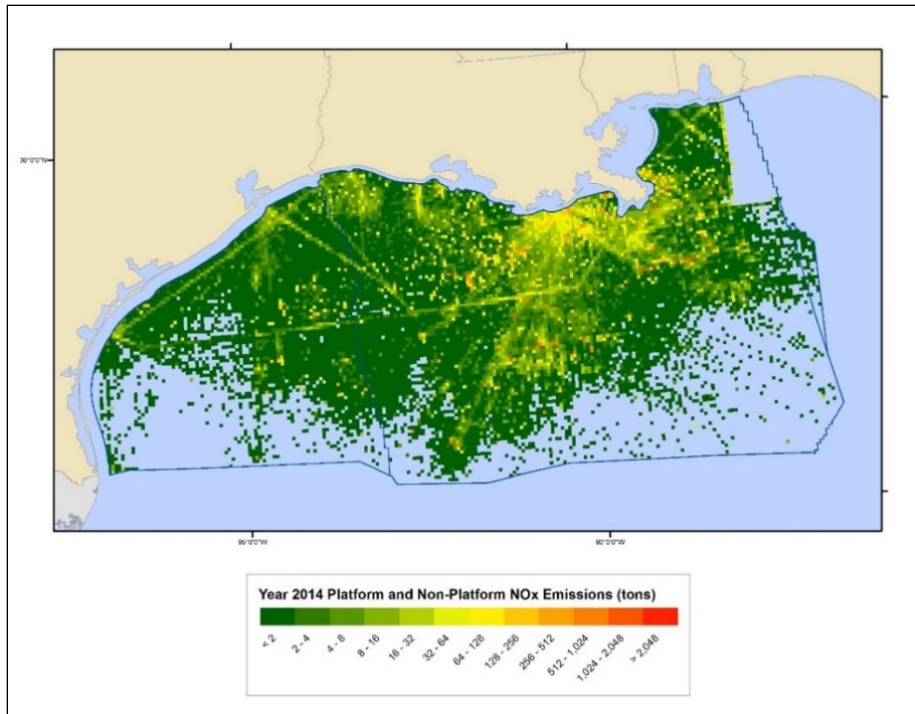 Year 2014 Platform and Non-Platform NOx Emissions (tons)
< 2
2 - 4
4 - 8
8 - 16
16 - 32
32 - 64
64 - 128
128 - 256
256 - 512
512 - 1,024
1,024 - 2,048
> 2,048